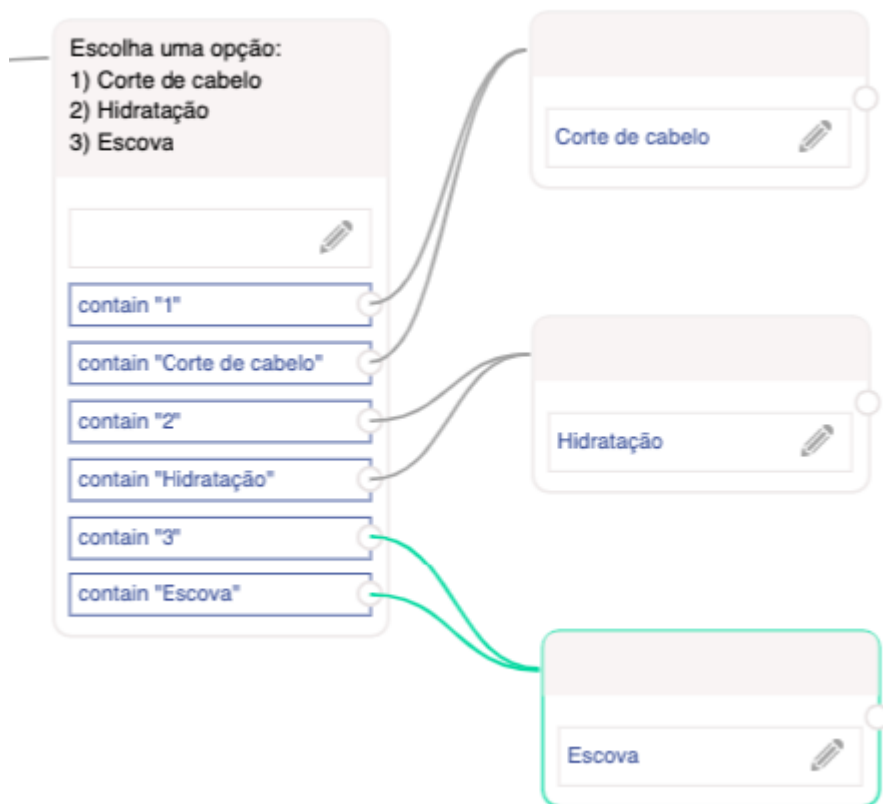 Escolha uma opção:
1) Corte de cabelo
2) Hidratação
3) Escova
contain "1"
contain "Corte de cabelo"
contain "2"
contain "Hidratação"
contain "3"
contain "Escova"
Corte de cabelo
Hidratação
Escova